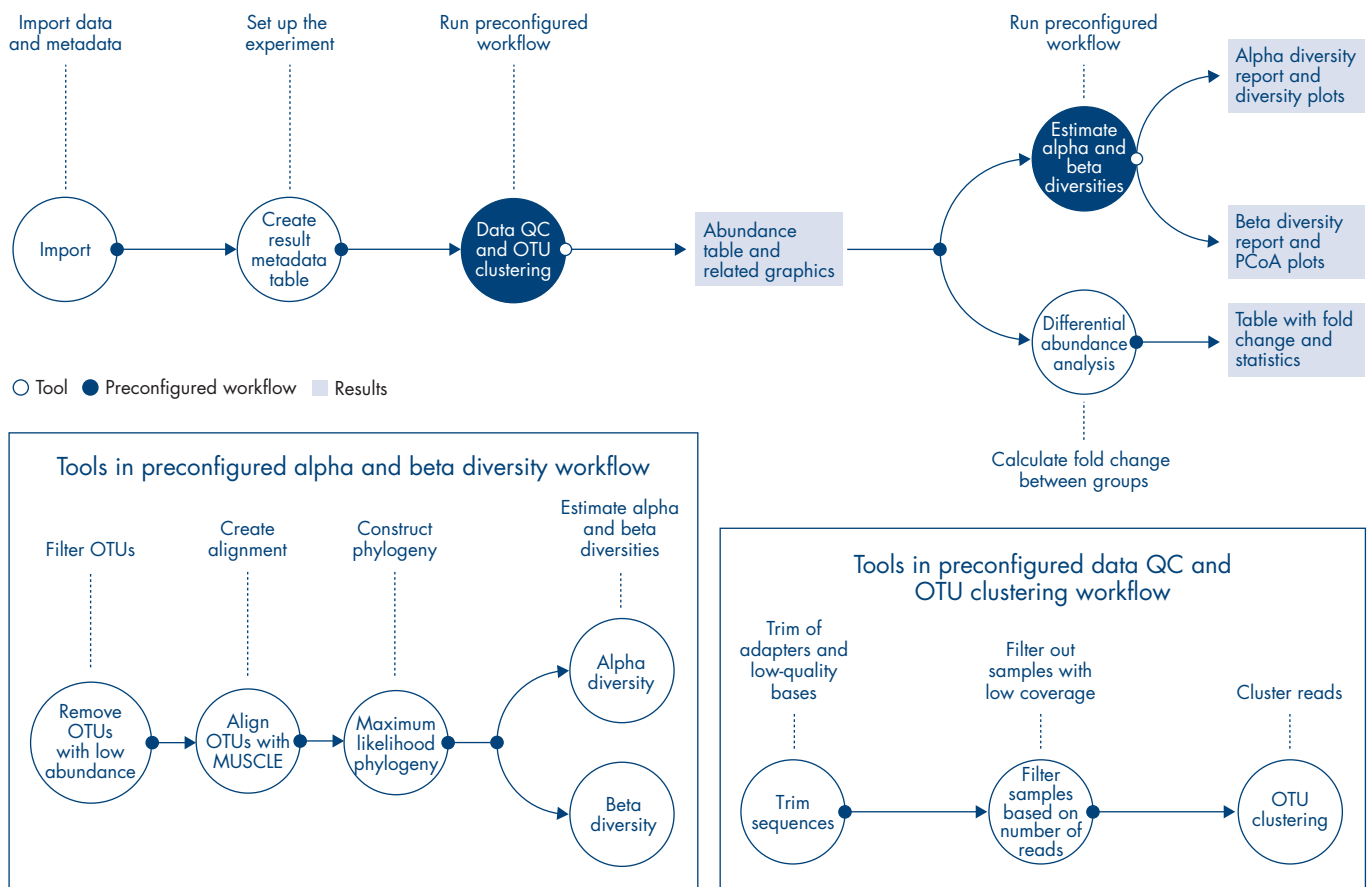 Import data
and metadata
Set up the
experiment
Run preconfigured
workflow
Run preconfigured
workflow
Import
Create
result
metadata
table
Data QC
and OTU
clustering
Abundance
table and
related graphics
Estimate
alpha and
beta
diversities
Alpha diversity
report and
diversity plots
Beta diversity
report and
PCoA plots
Differential
abundance
analysis
Table with fold
change and
statistics
Calculate fold change
between groups
Tool
Preconfigured workflow
Results
Tools in preconfigured alpha and beta diversity workflow
Filter OTUs
Create
alignment
Construct
phylogeny
Estimate alpha
and beta
diversities
Remove
OTUs
with low
abundance
Align
OTUs with
MUSCLE
Maximum
likelihood
phylogeny
Alpha
diversity
Beta
diversity
Tools in preconfigured data QC and
OTU clustering workflow
Trim of
adapters and
low-quality
bases
Filter out
samples with
low coverage
Cluster reads
Trim
sequences
Filter
samples
based on
number of
reads
OTU
clustering